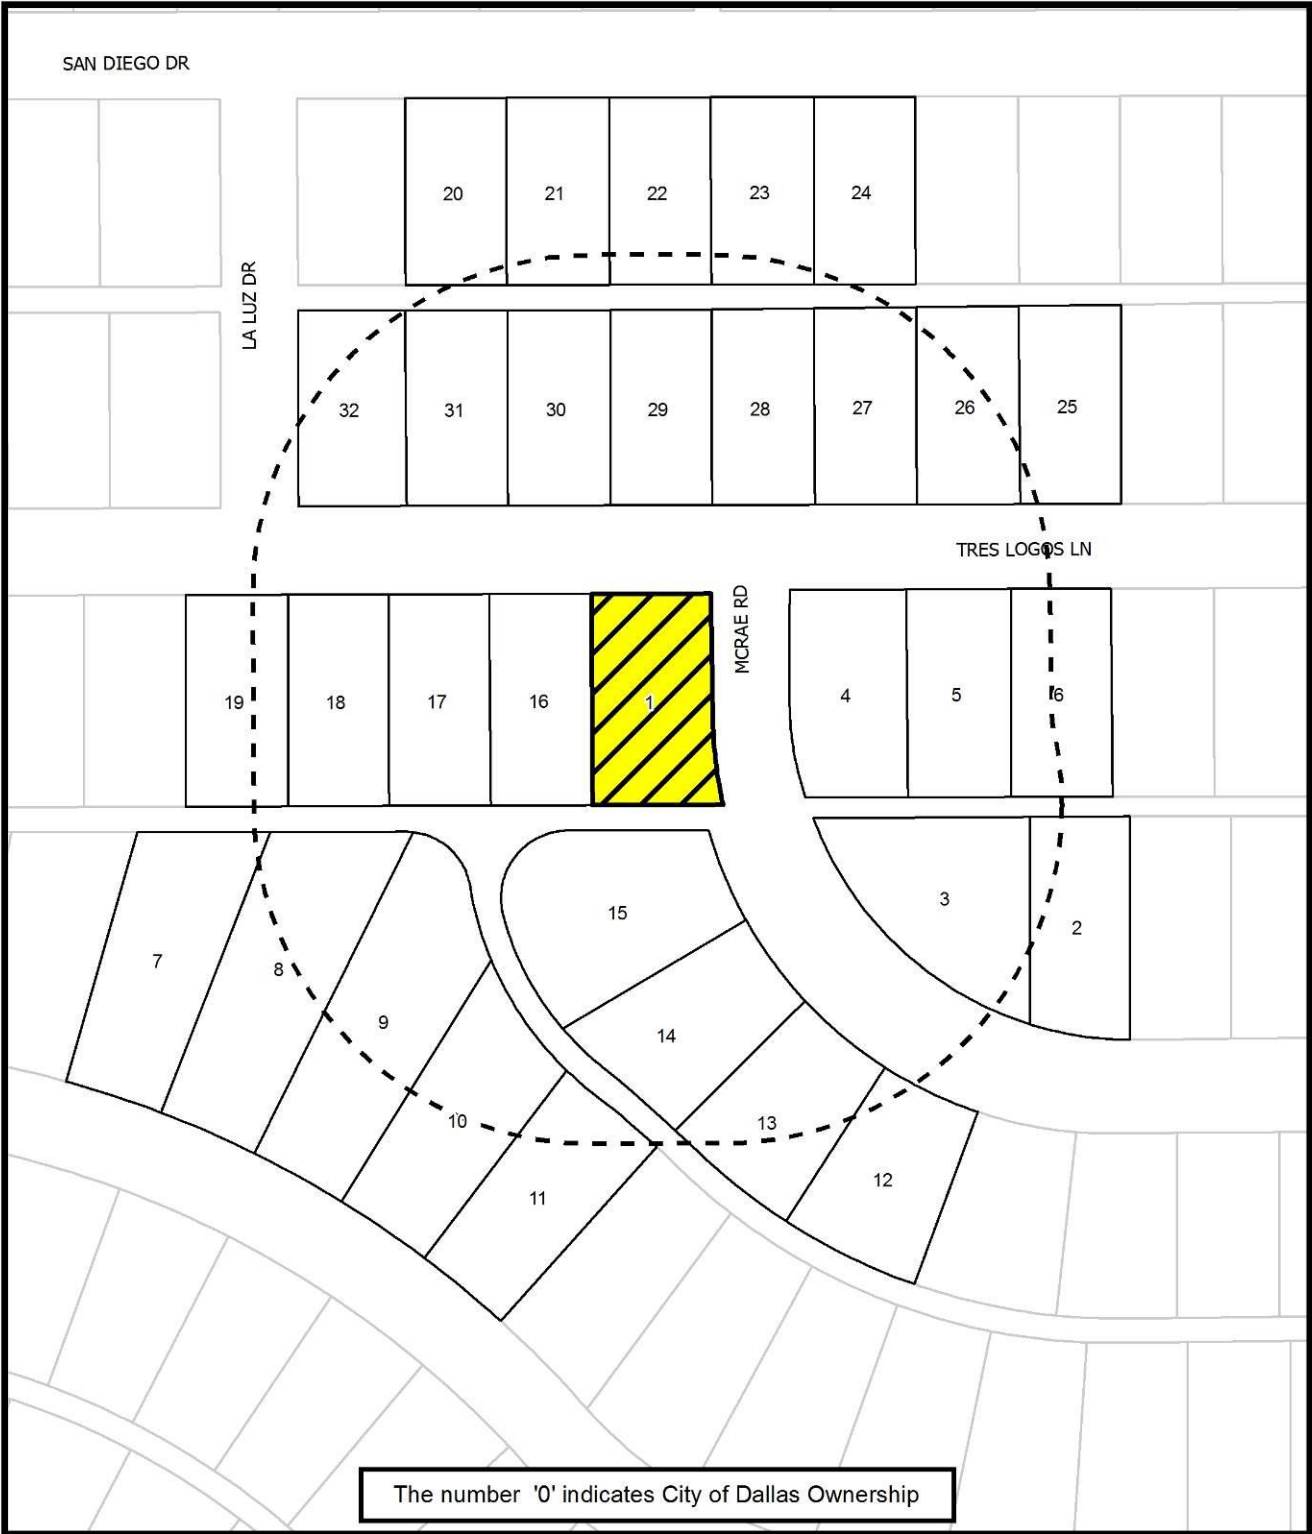 SAN DIEGO DR
20 21 22 23 24
LA LUZ DR
32 31 30 29 28 27 26 25
TRES LOGOS LN
MCRAE RD
19 18 17 16 1 4 5 6
15 3 2
7 8 9 14
10 13
11 12
The number '0' indicates City of Dallas Ownership